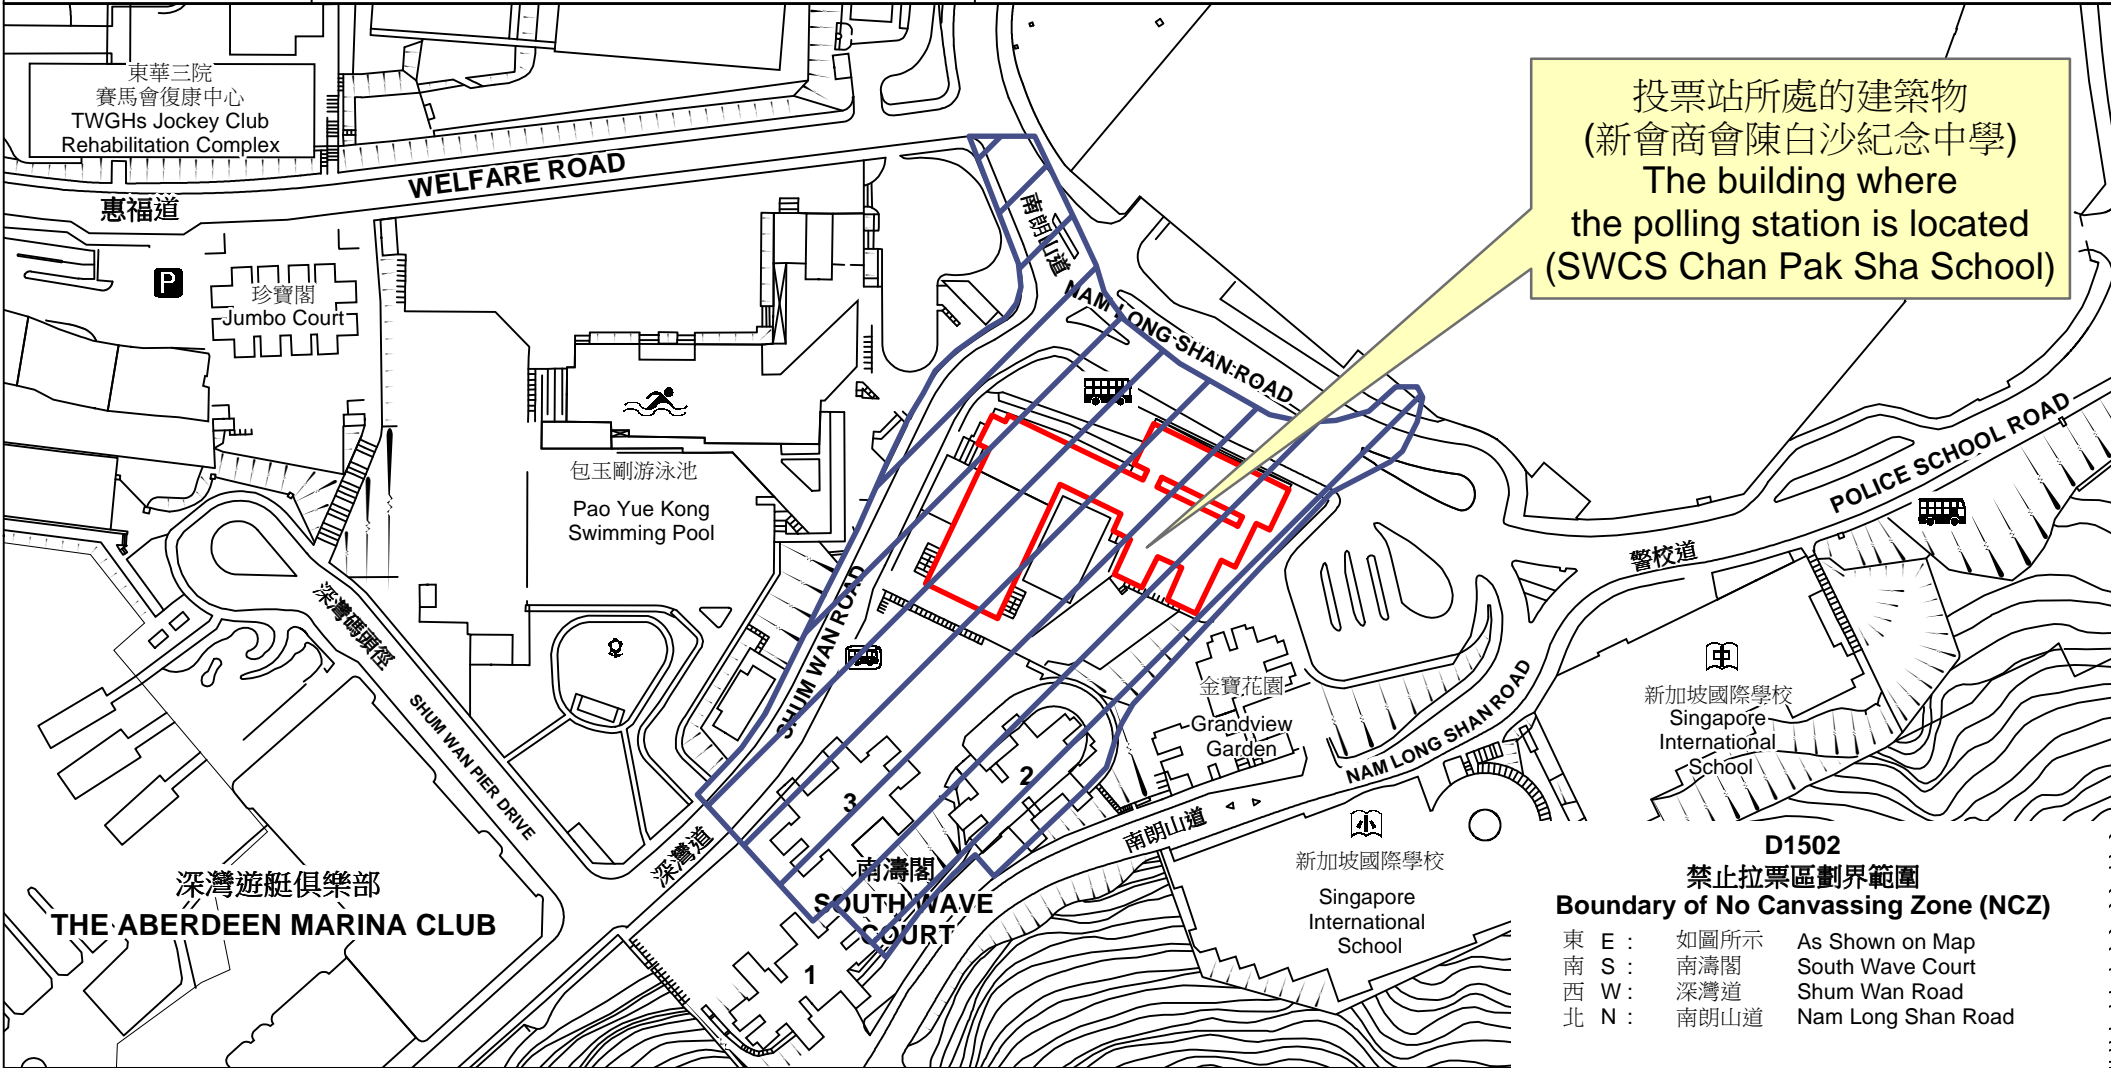 東華三院
賽馬會復康中心
TWGHs Jockey Club
Rehabilitation Complex
WELFARE ROAD
惠福道
P
珍寶閣
Jumbo Court
南朗山道
NAM LONG SHAN ROAD
投票站所處的建築物
(新會商會陳白沙紀念中學)
The building where
the polling station is located
(SWCS Chan Pak Sha School)
POLICE SCHOOL ROAD
警校道
包玉剛游泳池
Pao Yue Kong
Swimming Pool
深灣碼頭徑
SHUM WAN PIER DRIVE
SHUM WAN ROAD
深灣道
金寶花園
Grandview
Garden
NAM LONG SHAN ROAD
南朗山道
中
新加坡國際學校
Singapore
International
School
小
新加坡國際學校
Singapore
International
School
3
2
1
南濤閣
SOUTH WAVE
COURT
深灣遊艇俱樂部
THE ABERDEEN MARINA CLUB
D1502
禁止拉票區劃界範圍
Boundary of No Canvassing Zone (NCZ)
東 E : 如圖所示 As Shown on Map
南 S : 南濤閣 South Wave Court
西 W : 深灣道 Shum Wan Road
北 N : 南朗山道 Nam Long Shan Road